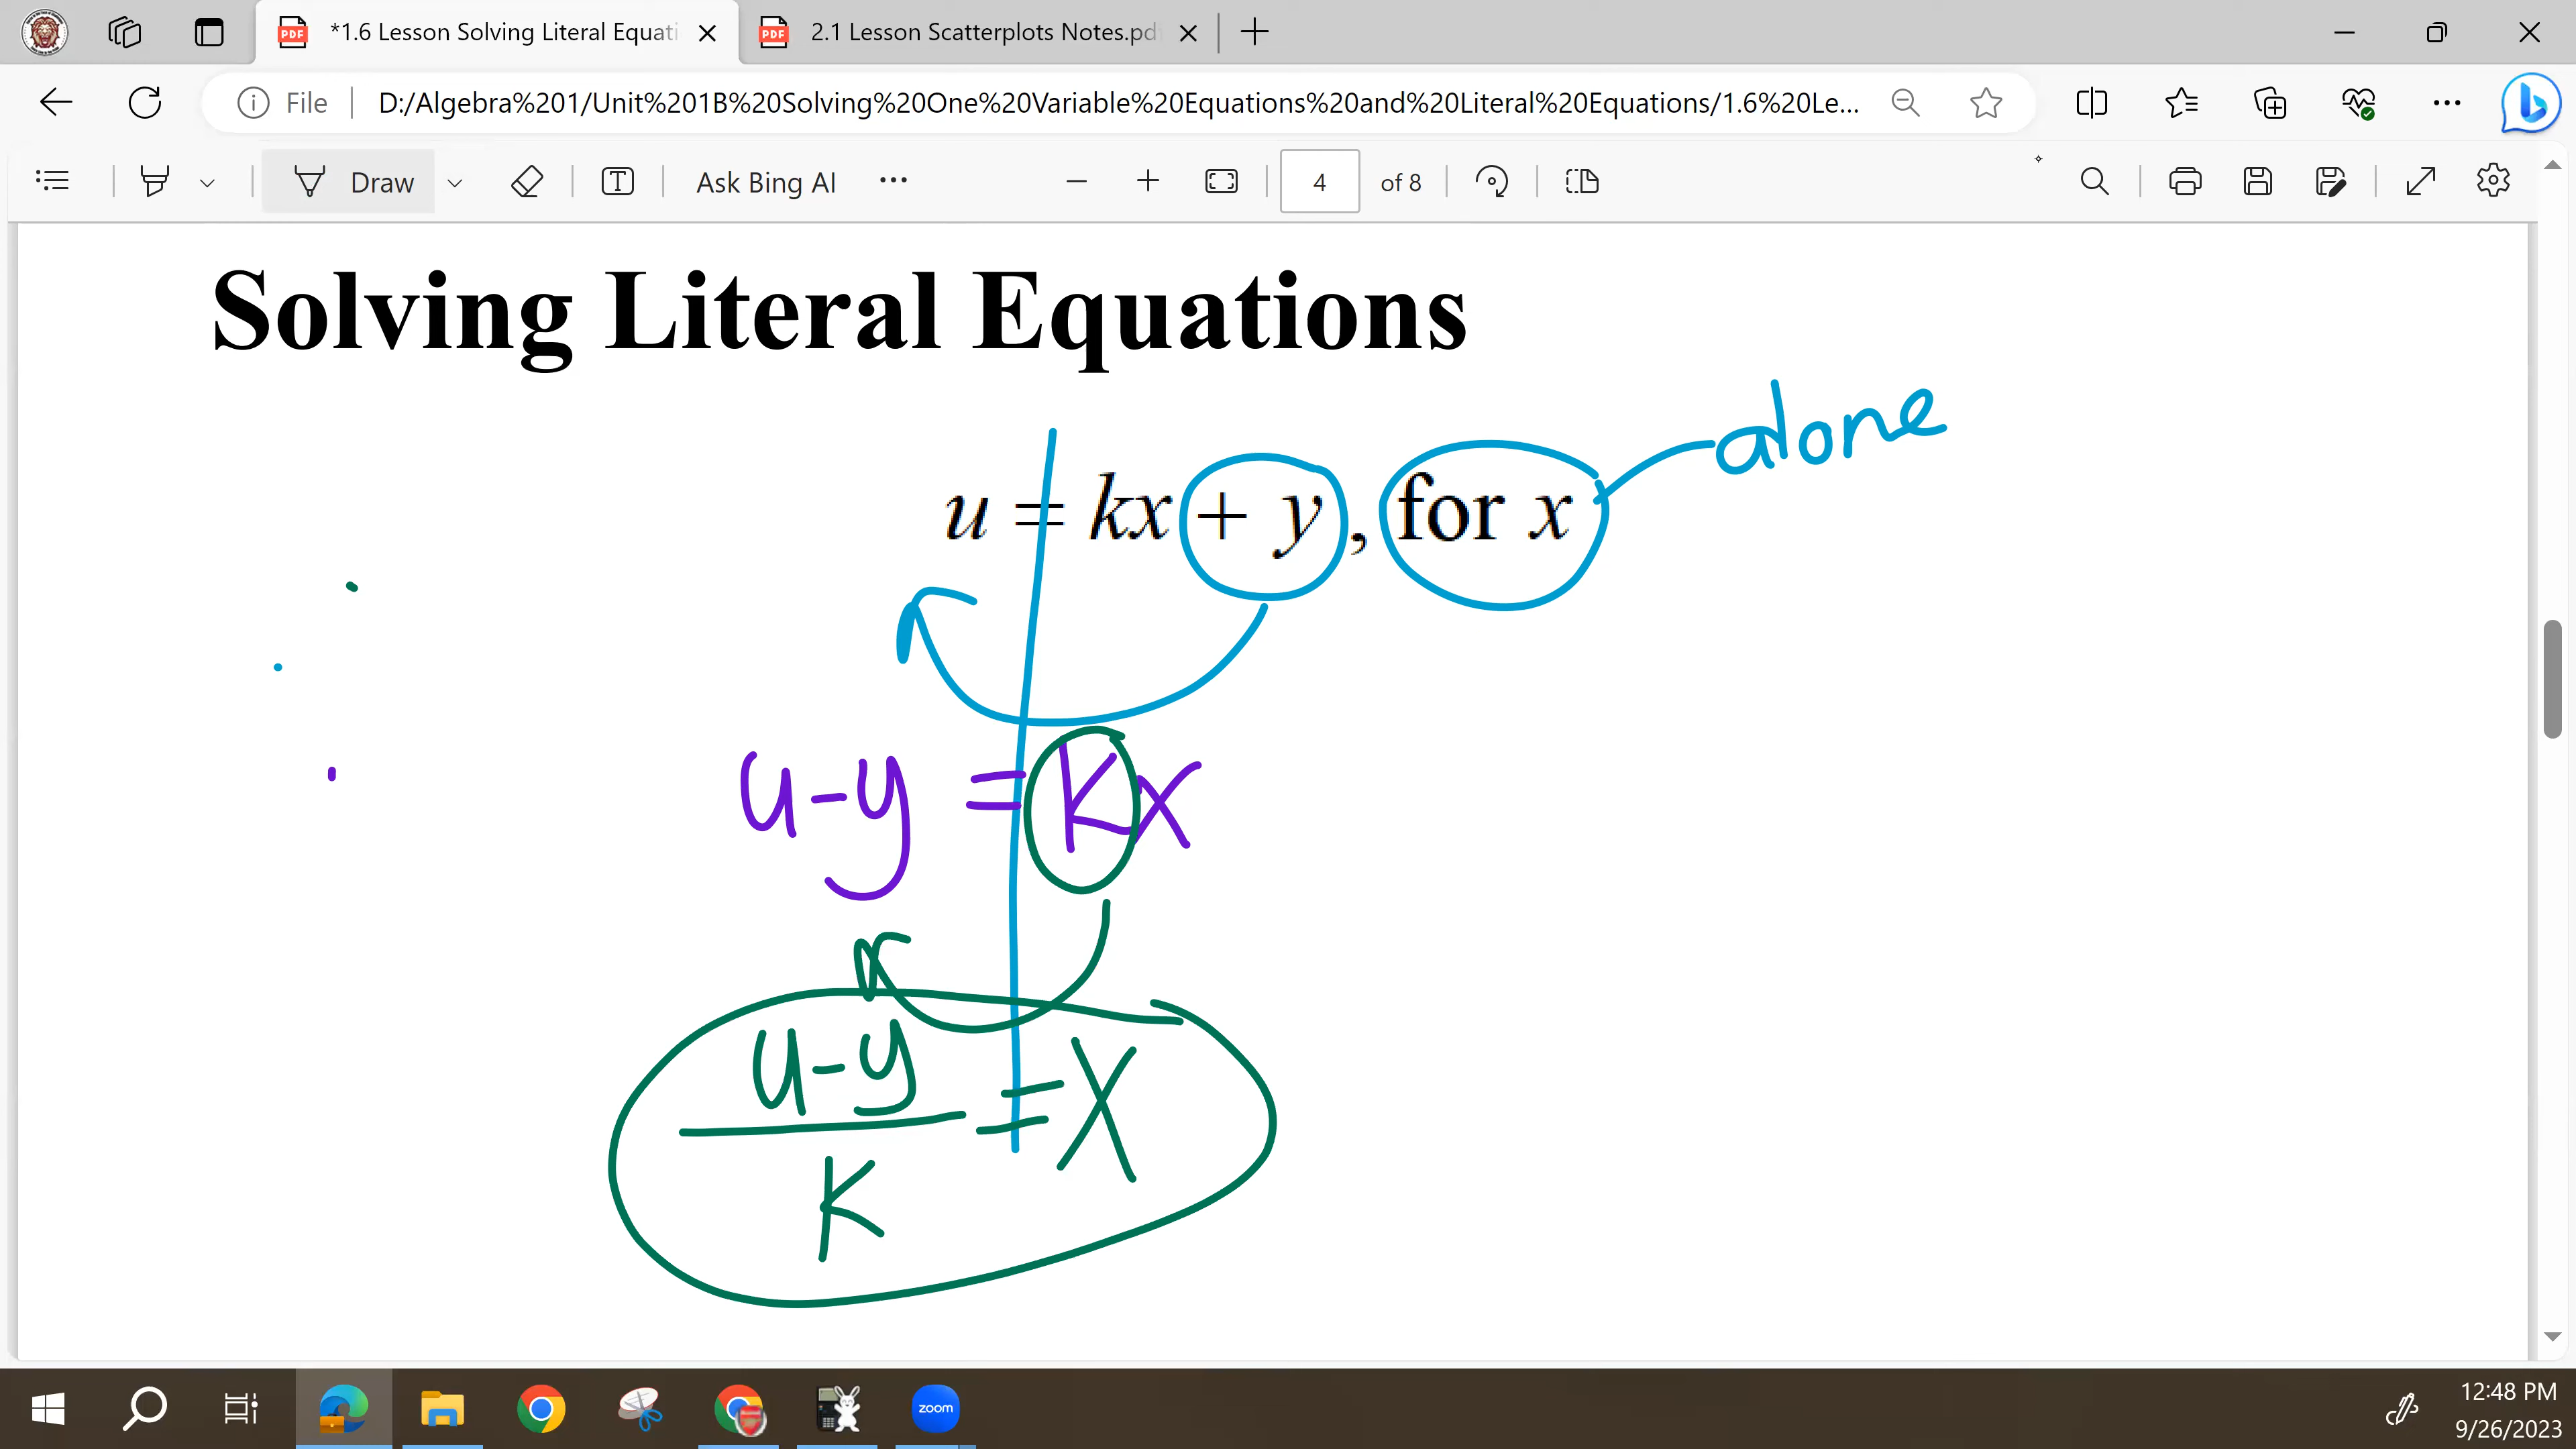 *1.6 Lesson Solving Literal Equati
2.1 Lesson Scatterplots Notes.pd
File
D:/Algebra%201/Unit%201B%20Solving%20One%20Variable%20Equations%20and%20Literal%20Equations/1.6%20Le...
Draw
Ask Bing AI
4 of 8
Solving Literal Equations
alone
u = kx + y, for x
u-y = Kx
u-y
= X
K
zoom
12:48 PM
9/26/2023